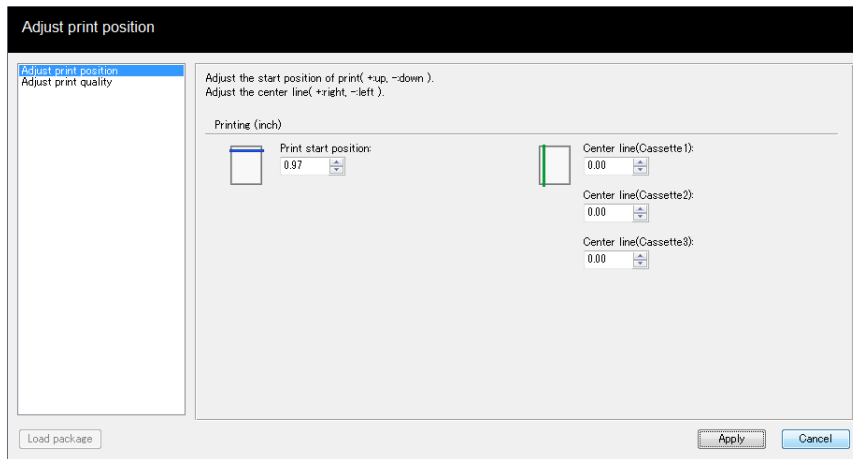 Adjust print position
Adjust print position
Adjust print quality
Adjust the start position of print( +:up, -:down ).
Adjust the center line( +:right, -:left ).
Printing (inch)
Print start position:
0.97
Center line(Cassette1):
0.00
Center line(Cassette2):
0.00
Center line(Cassette3):
0.00
Load package
Apply
Cancel